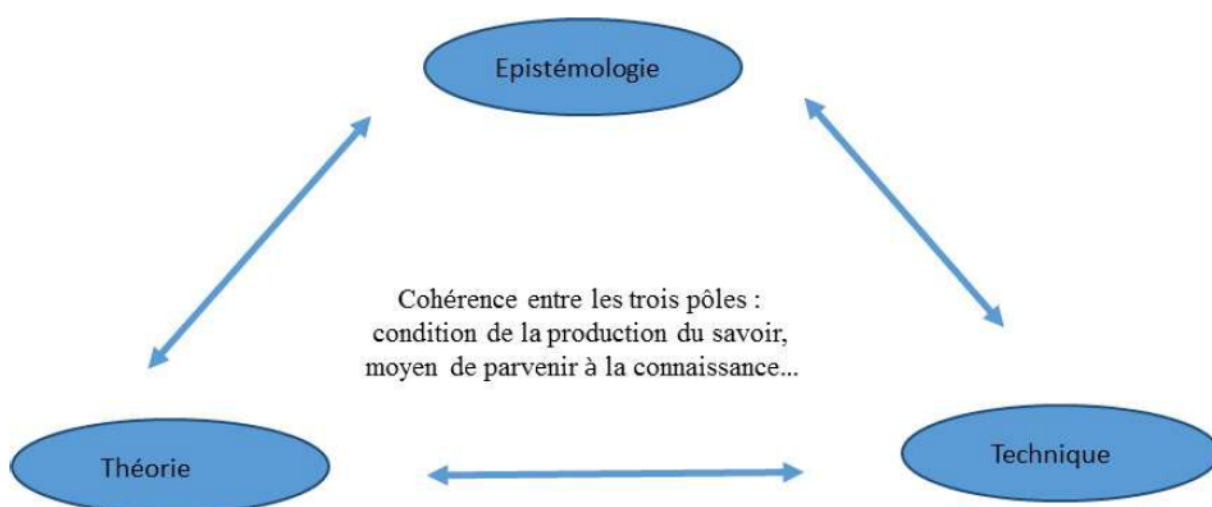 Epistémologie
Cohérence entre les trois pôles :
condition de la production du savoir,
moyen de parvenir à la connaissance...
Théorie
Technique